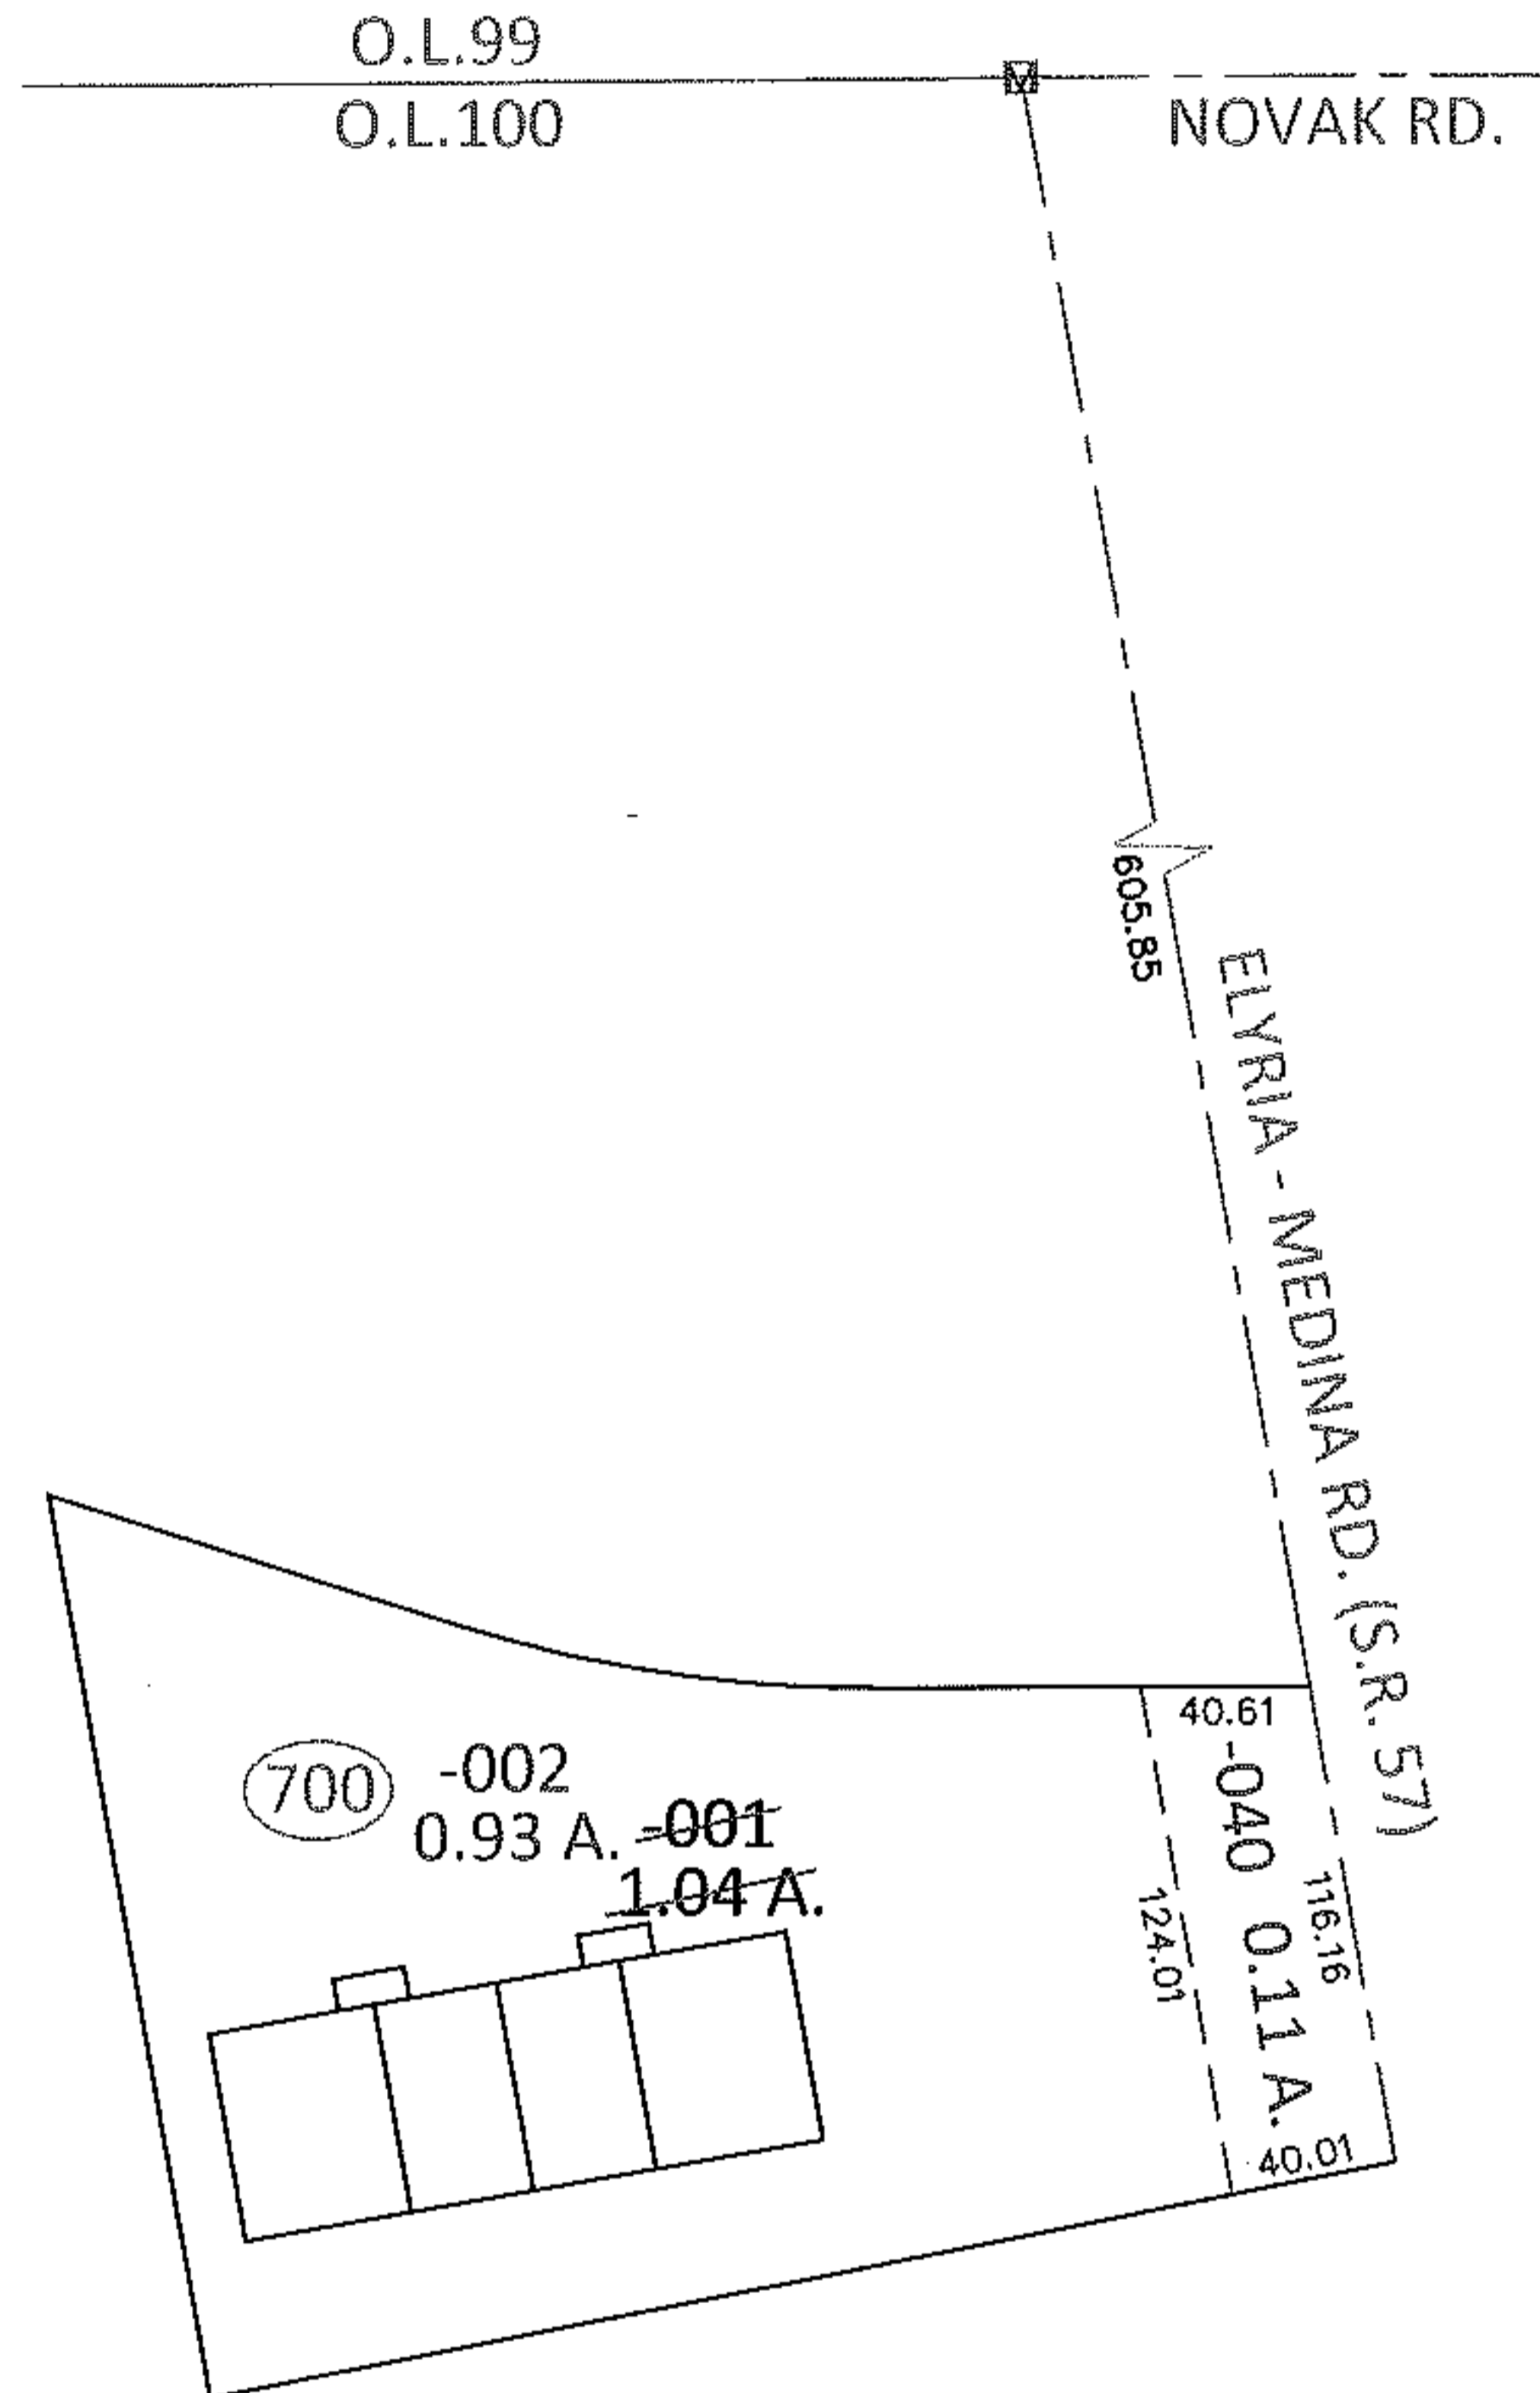 O.L.99
O.L.100
NOVAK RD.
605.85
ELYRIA - MEDINA RD. (S.R. 57)
40.61
700
-002
0.93 A.
-001
1.04 A.
-040 0.11 A.
124.01
116.16
40.01